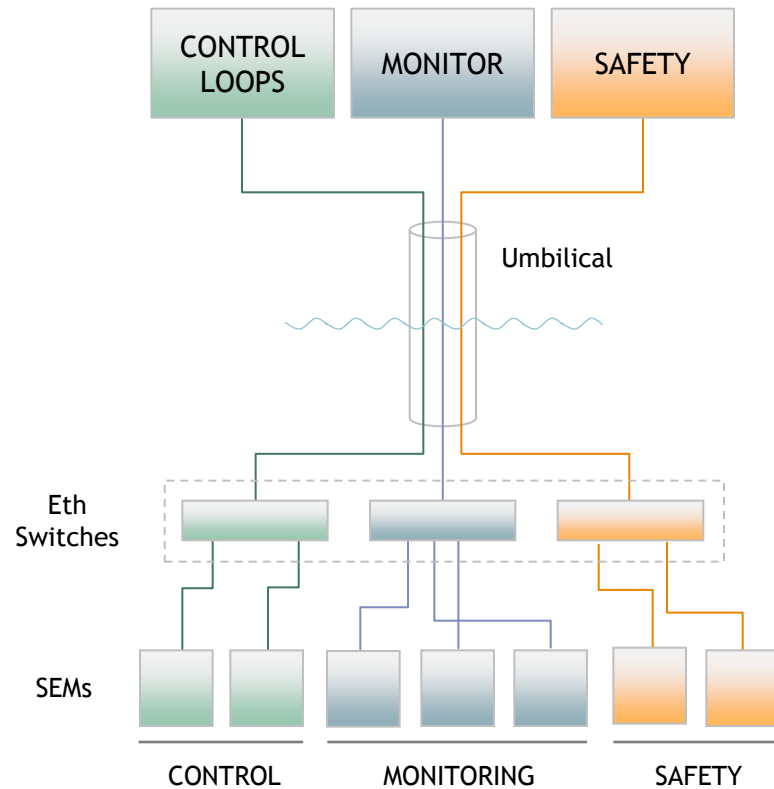 CONTROL
LOOPS
MONITOR
SAFETY
Umbilical
Eth
Switches
SEMs
CONTROL
MONITORING
SAFETY